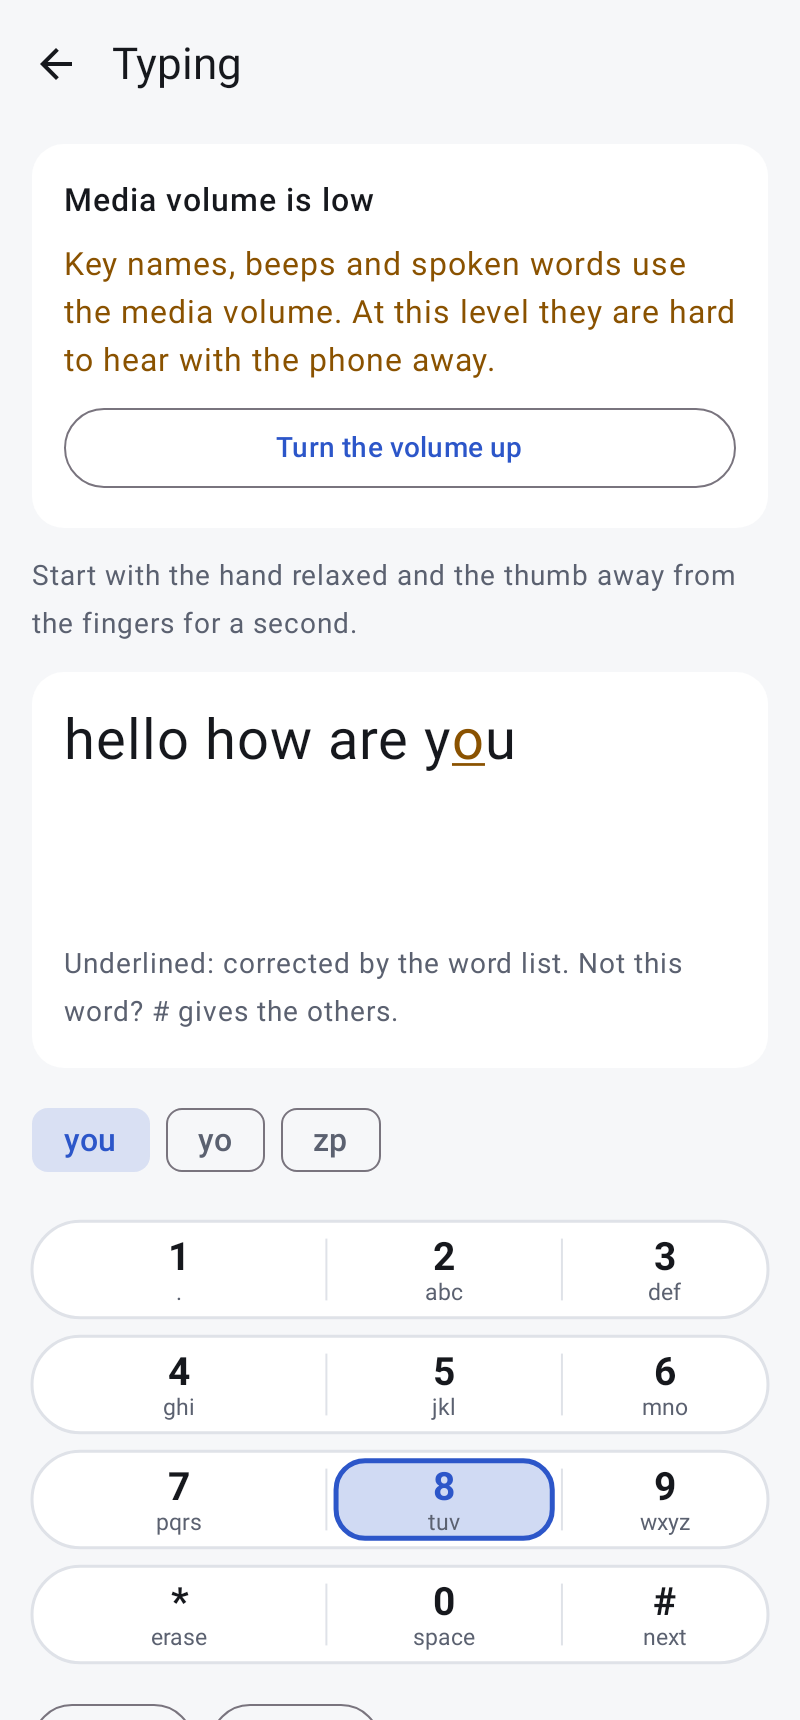 Typing
Media volume is low
Key names, beeps and spoken words use
the media volume. At this level they are hard
to hear with the phone away.
Turn the volume up
Start with the hand relaxed and the thumb away from
the fingers for a second.
hello how are you
Underlined: corrected by the word list. Not this
word? # gives the others.
you yo zp
1 2 3
. abc def
4 5 6
ghi jkl mno
7 8 9
pqrs tuv wxyz
* 0 #
erase space next